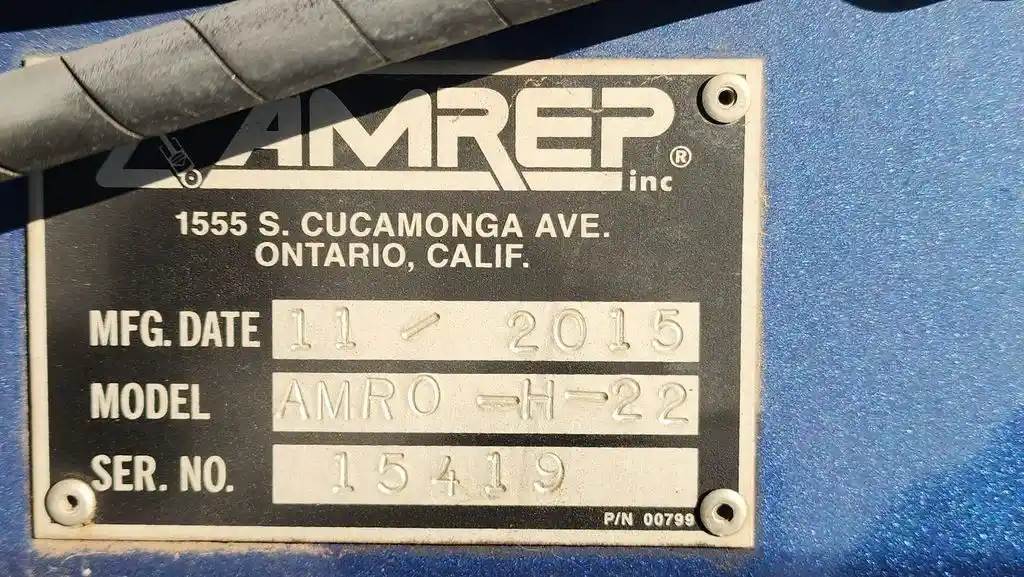 AMREP®
inc
1555 S. CUCAMONGA AVE.
ONTARIO, CALIF.
MFG. DATE 11 / 2015
MODEL AMRO -H-22
SER. NO. 15419
P/N 00799